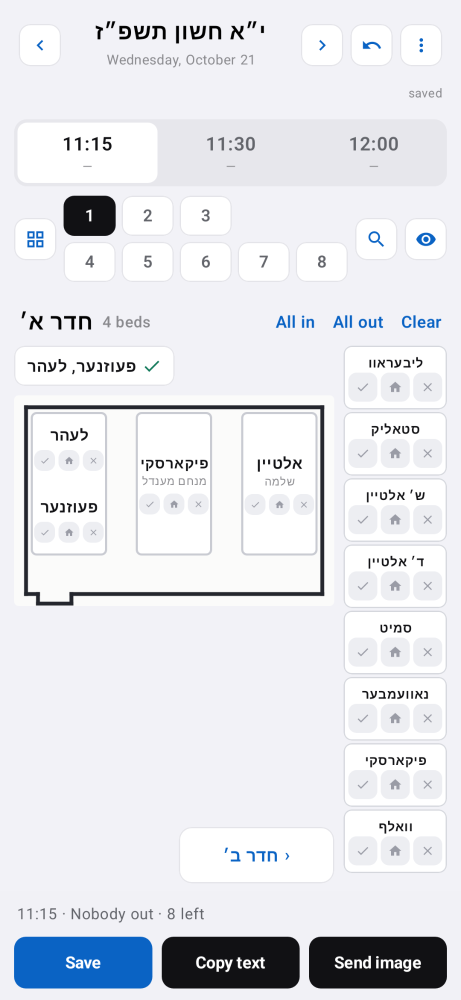 י״א חשון תשפ״ז
Wednesday, October 21
saved
11:15
—
11:30
—
12:00
—
1
2
3
4
5
6
7
8
חדר א׳
4 beds
All in
All out
Clear
פעוזנער, לעהר
לעהר
פעוזנער
פיקארסקי
מנחם מענדל
אלטיין
שלמה
ליבעראוו
סטאליק
ש׳ אלטיין
ד׳ אלטיין
סמיט
נאוועמבער
פיקארסקי
וואלף
חדר ב׳ ›
11:15 · Nobody out · 8 left
Save
Copy text
Send image